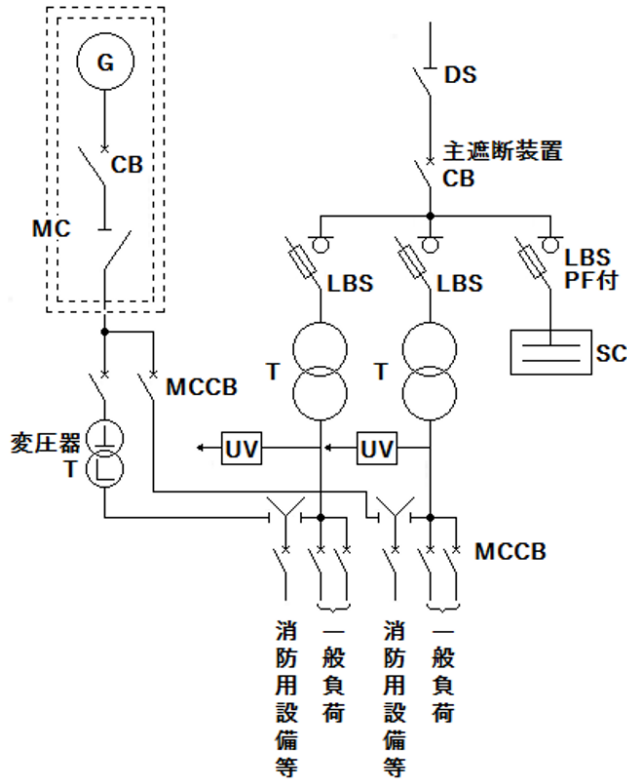 G
CB
MC
DS
主遮断装置
CB
LBS
LBS
LBS
PF付
T
T
SC
MCCB
変圧器
T
UV
UV
MCCB
消防用設備等
一般負荷
消防用設備等
一般負荷